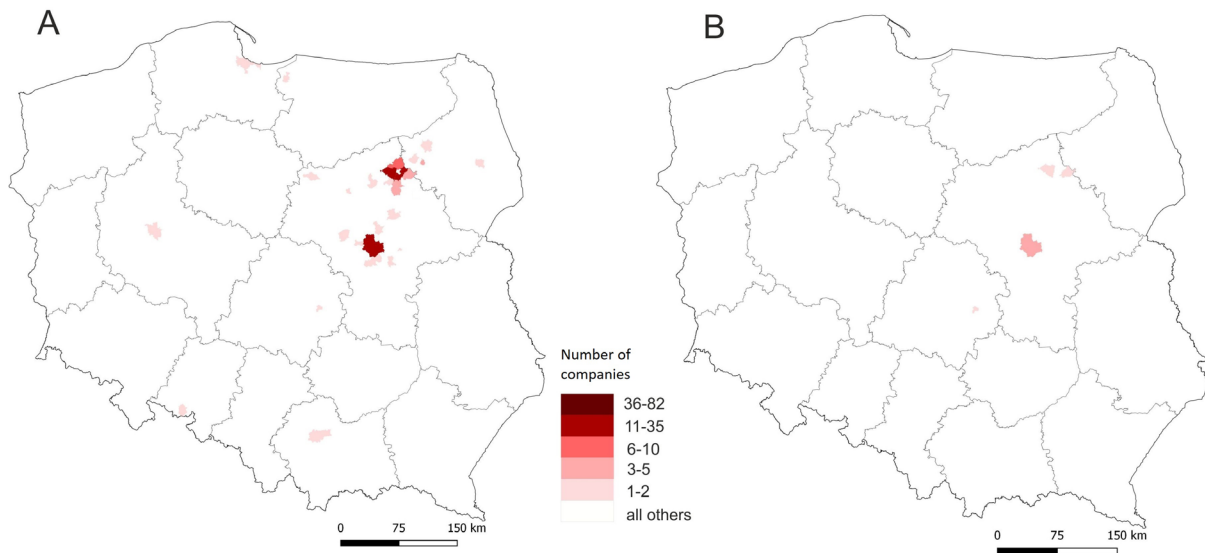 A
B
Number of
companies
36-82
11-35
6-10
3-5
1-2
all others
0 75 150 km
0 75 150 km